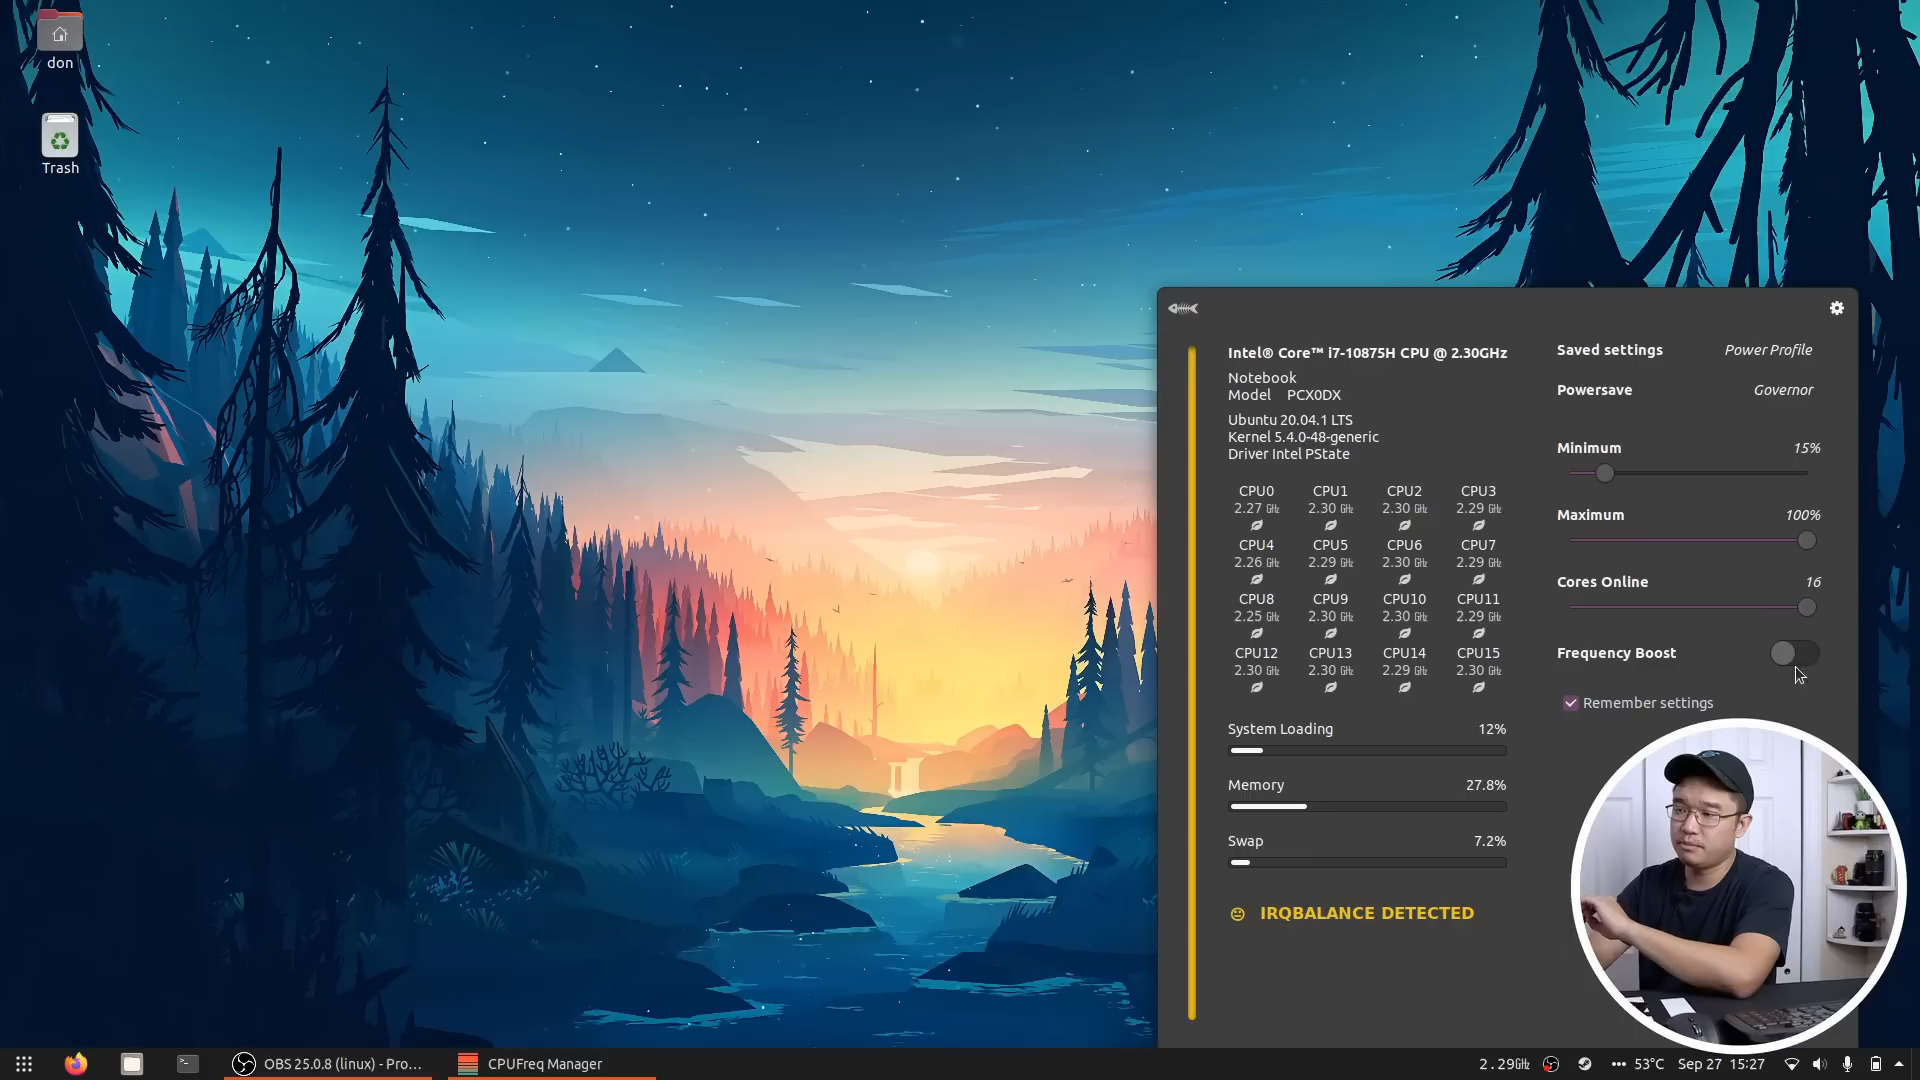 don
Trash
Intel® Core™ i7-10875H CPU @ 2.30GHz
Notebook
Model PCX0DX
Ubuntu 20.04.1 LTS
Kernel 5.4.0-48-generic
Driver Intel PState
CPU0 CPU1 CPU2 CPU3
2.27 GHz 2.30 GHz 2.30 GHz 2.29 GHz
CPU4 CPU5 CPU6 CPU7
2.26 GHz 2.29 GHz 2.30 GHz 2.29 GHz
CPU8 CPU9 CPU10 CPU11
2.25 GHz 2.30 GHz 2.30 GHz 2.29 GHz
CPU12 CPU13 CPU14 CPU15
2.30 GHz 2.30 GHz 2.29 GHz 2.30 GHz
System Loading 12%
Memory 27.8%
Swap 7.2%
IRQBALANCE DETECTED
Saved settings Power Profile
Powersave Governor
Minimum 15%
Maximum 100%
Cores Online 16
Frequency Boost
Remember settings
OBS 25.0.8 (linux) - Pro...
CPUFreq Manager
2.29GHz
53°C
Sep 27 15:27